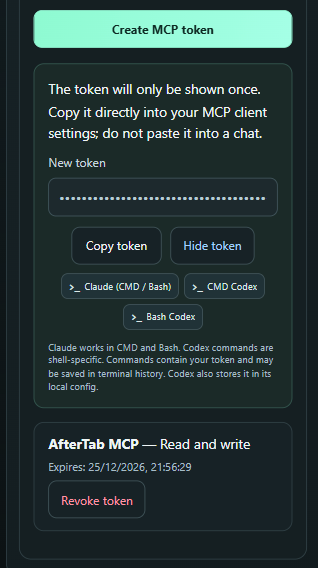 Create MCP token
The token will only be shown once.
Copy it directly into your MCP client
settings; do not paste it into a chat.
New token
••••••••••••••••••••••••••••••••••••
Copy token Hide token
>_ Claude (CMD / Bash) >_ CMD Codex
>_ Bash Codex
Claude works in CMD and Bash. Codex commands are
shell-specific. Commands contain your token and may
be saved in terminal history. Codex also stores it in its
local config.
AfterTab MCP — Read and write
Expires: 25/12/2026, 21:56:29
Revoke token